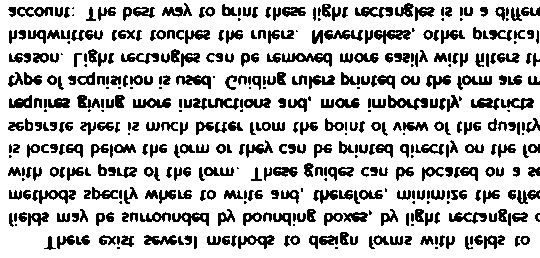 There exist several methods to design forms with fields to
fields may be surrounded by bounding boxes, by light rectangles o
methods specify where to write and, therefore, minimize the effec
with other parts of the form. These guides can be located on a se
is located below the form or they can be printed directly on the fo
separate sheet is much better from the point of view of the quality
requires giving more instructions and, more importantly, restricts
type of acquisition is used. Guiding rulers printed on the form are m
reason. Light rectangles can be removed more easily with filters th
handwritten text touches the rulers. Nevertheless, other practical
account: The best way to print these light rectangles is in a differe